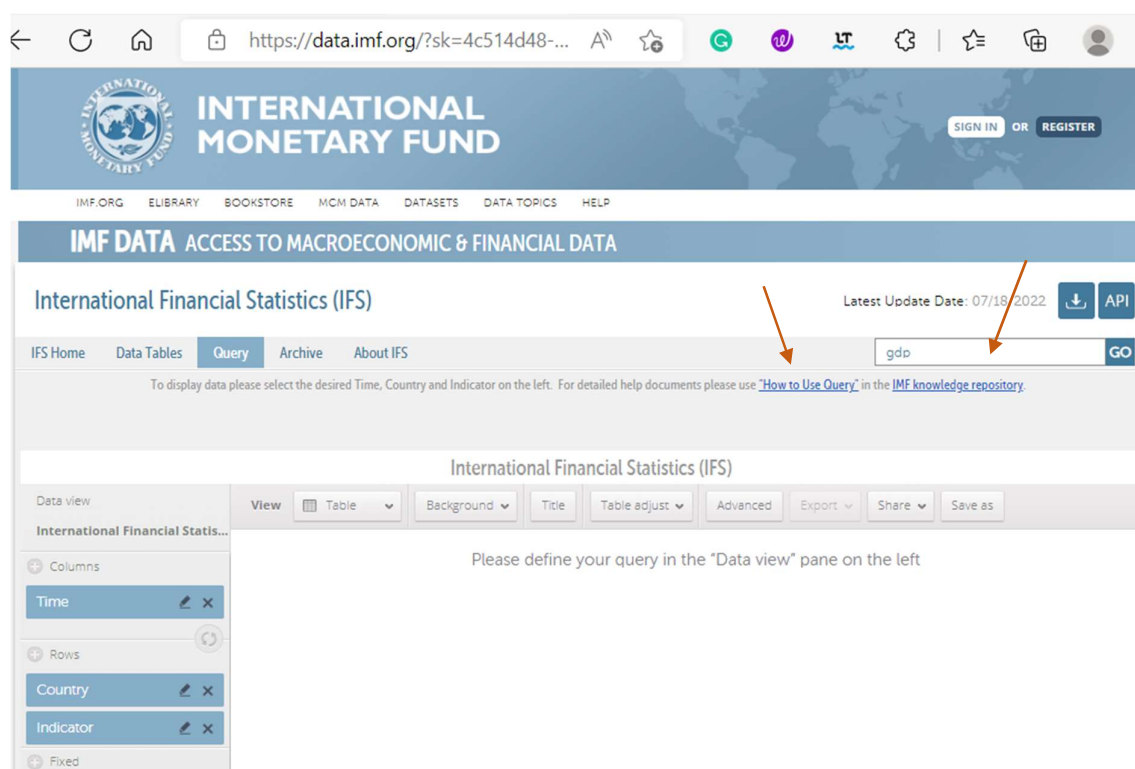 https://data.imf.org/?sk=4c514d48-...
INTERNATIONAL MONETARY FUND
INTERNATIONAL
MONETARY FUND
SIGN IN OR REGISTER
IMF.ORG ELIBRARY BOOKSTORE MCM DATA DATASETS DATA TOPICS HELP
IMF DATA ACCESS TO MACROECONOMIC & FINANCIAL DATA
International Financial Statistics (IFS)
Latest Update Date: 07/18/2022 API
IFS Home Data Tables Query Archive About IFS gdp GO
To display data please select the desired Time, Country and Indicator on the left. For detailed help documents please use "How to Use Query" in the IMF knowledge repository.
International Financial Statistics (IFS)
Data view
International Financial Statis...
View Table Background Title Table adjust Advanced Export Share Save as
Please define your query in the "Data view" pane on the left
Columns
Time
Rows
Country
Indicator
Fixed